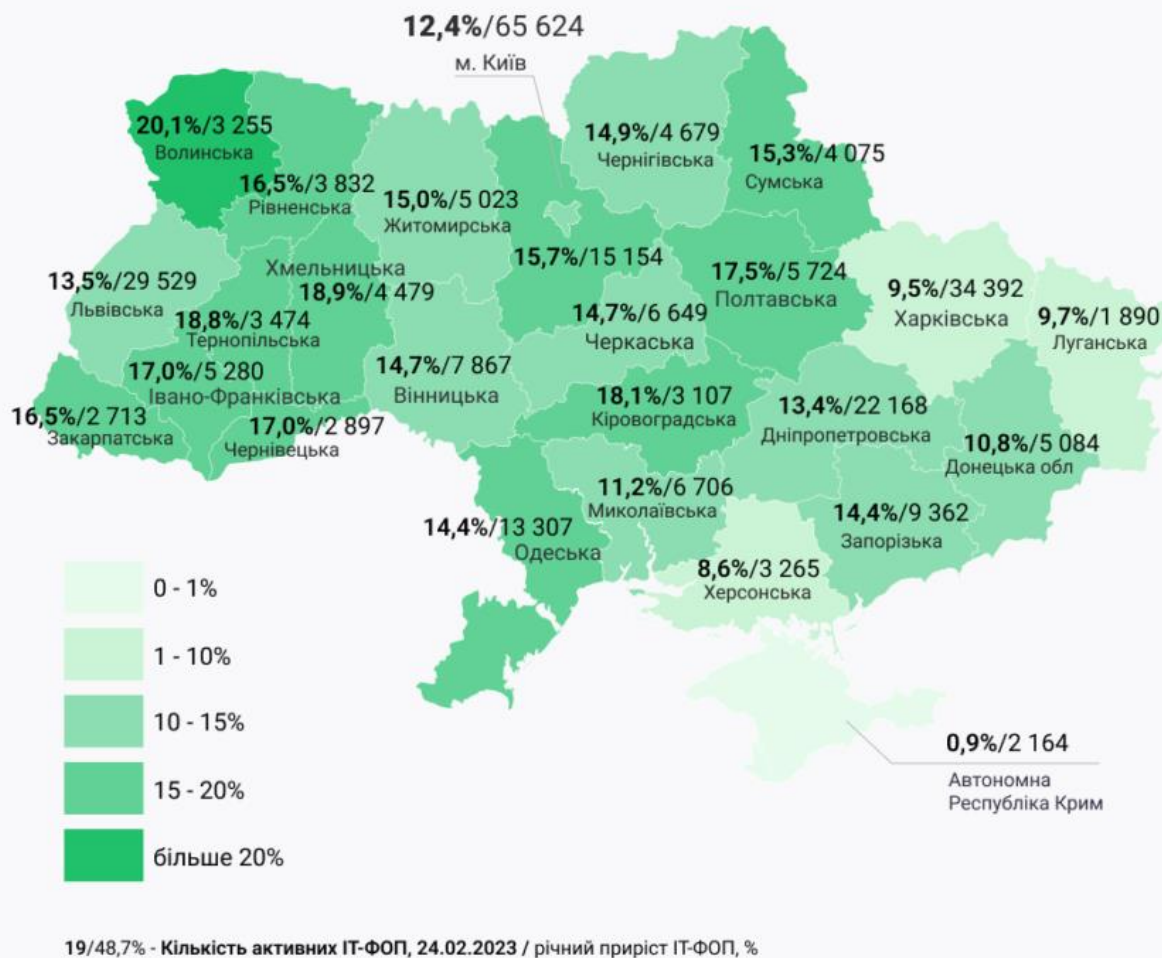 12,4%/65 624
м. Київ
20,1%/3 255
Волинська
16,5%/3 832
Рівненська
15,0%/5 023
Житомирська
14,9%/4 679
Чернігівська
15,3%/4 075
Сумська
13,5%/29 529
Львівська
Хмельницька
18,9%/4 479
18,8%/3 474
Тернопільська
15,7%/15 154
14,7%/6 649
Черкаська
17,5%/5 724
Полтавська
9,5%/34 392
Харківська
9,7%/1 890
Луганська
17,0%/5 280
Івано-Франківська
14,7%/7 867
Вінницька
16,5%/2 713
Закарпатська
17,0%/2 897
Чернівецька
18,1%/3 107
Кіровоградська
13,4%/22 168
Дніпропетровська
10,8%/5 084
Донецька обл
14,4%/13 307
Одеська
11,2%/6 706
Миколаївська
14,4%/9 362
Запорізька
8,6%/3 265
Херсонська
0,9%/2 164
Автономна
Республіка Крим
0 - 1%
1 - 10%
10 - 15%
15 - 20%
більше 20%
19/48,7% - Кількість активних ІТ-ФОП, 24.02.2023 / річний приріст ІТ-ФОП, %